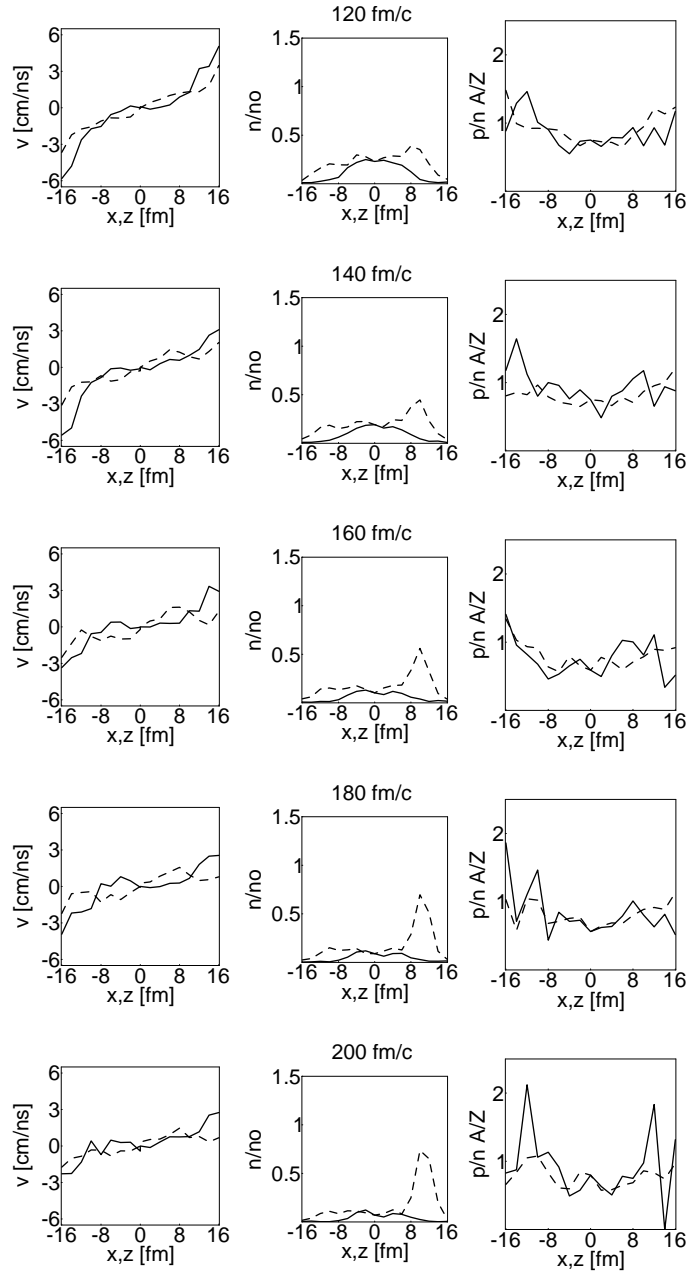 120 fm/c
v [cm/ns]
6
3
0
-3
-6
-16 -8 0 8 16
x,z [fm]
n/no
1.5
1
0.5
-16 -8 0 8 16
x,z [fm]
p/n A/Z
2
1
-16 -8 0 8 16
x,z [fm]
140 fm/c
v [cm/ns]
6
3
0
-3
-6
-16 -8 0 8 16
x,z [fm]
n/no
1.5
1
0.5
-16 -8 0 8 16
x,z [fm]
p/n A/Z
2
1
-16 -8 0 8 16
x,z [fm]
160 fm/c
v [cm/ns]
6
3
0
-3
-6
-16 -8 0 8 16
x,z [fm]
n/no
1.5
1
0.5
-16 -8 0 8 16
x,z [fm]
p/n A/Z
2
1
-16 -8 0 8 16
x,z [fm]
180 fm/c
v [cm/ns]
6
3
0
-3
-6
-16 -8 0 8 16
x,z [fm]
n/no
1.5
1
0.5
-16 -8 0 8 16
x,z [fm]
p/n A/Z
2
1
-16 -8 0 8 16
x,z [fm]
200 fm/c
v [cm/ns]
6
3
0
-3
-6
-16 -8 0 8 16
x,z [fm]
n/no
1.5
1
0.5
-16 -8 0 8 16
x,z [fm]
p/n A/Z
2
1
-16 -8 0 8 16
x,z [fm]